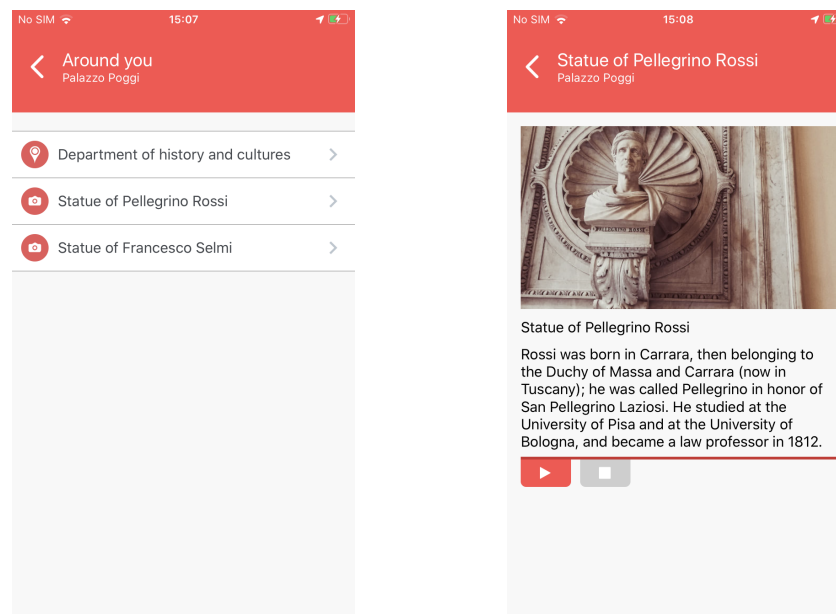 No SIM 15:07
Around you
Palazzo Poggi
Department of history and cultures
Statue of Pellegrino Rossi
Statue of Francesco Selmi
No SIM 15:08
Statue of Pellegrino Rossi
Palazzo Poggi
PELLEGRINO ROSSI
Statue of Pellegrino Rossi
Rossi was born in Carrara, then belonging to
the Duchy of Massa and Carrara (now in
Tuscany); he was called Pellegrino in honor of
San Pellegrino Laziosi. He studied at the
University of Pisa and at the University of
Bologna, and became a law professor in 1812.